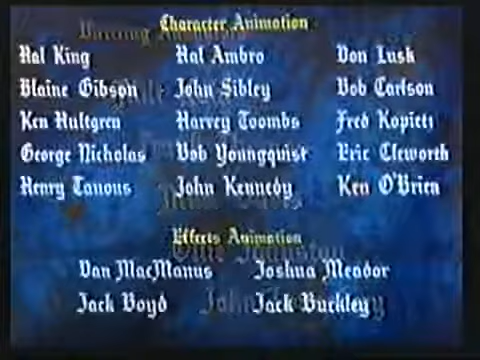 Character Animation
Hal King Hal Ambro Don Lusk
Blaine Gibson John Sibley Bob Carlson
Ken Hultgren Harvey Toombs Fred Kopietz
George Nicholas Bob Youngquist Eric Cleworth
Henry Tanous John Kennedy Ken O'Brien
Effects Animation
Dan MacManus Joshua Meador
Jack Boyd Jack Buckley